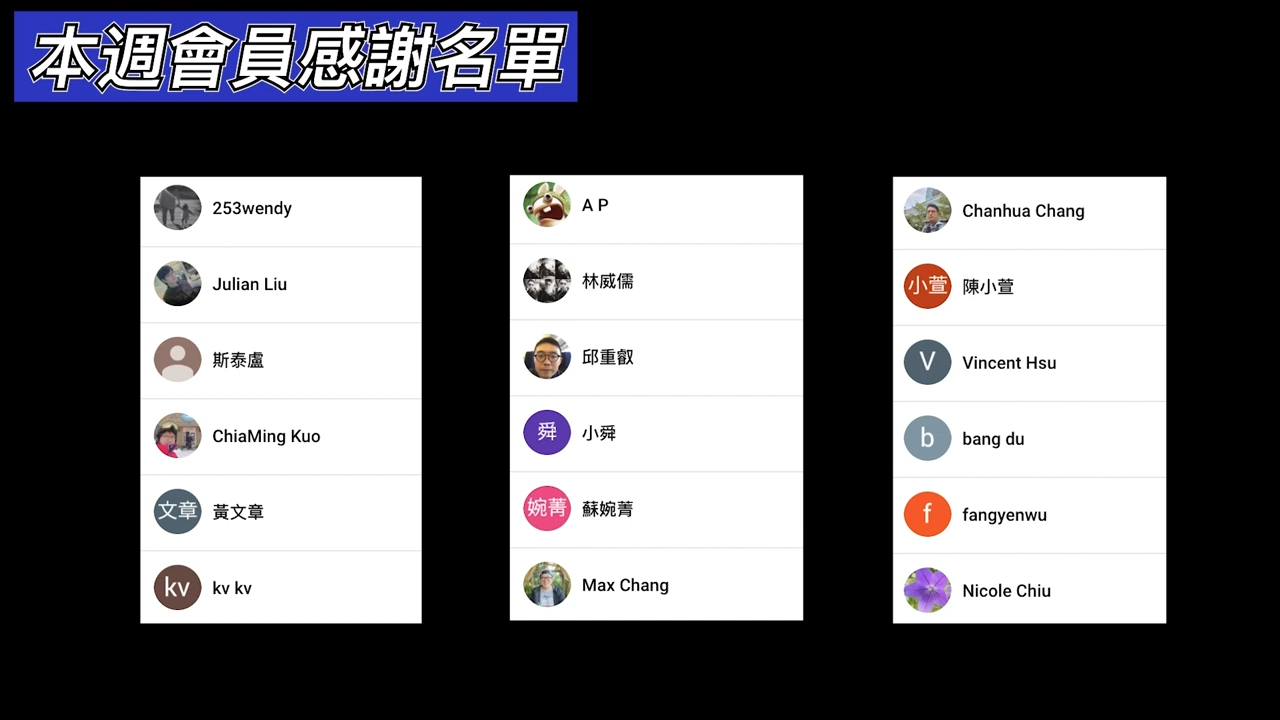 本週會員感謝名單
253wendy
Julian Liu
斯泰盧
ChiaMing Kuo
文章 黃文章
kv kv kv
A P
林威儒
邱重叡
舜 小舜
婉菁 蘇婉菁
Max Chang
Chanhua Chang
小萱 陳小萱
V Vincent Hsu
b bang du
f fangyenwu
Nicole Chiu